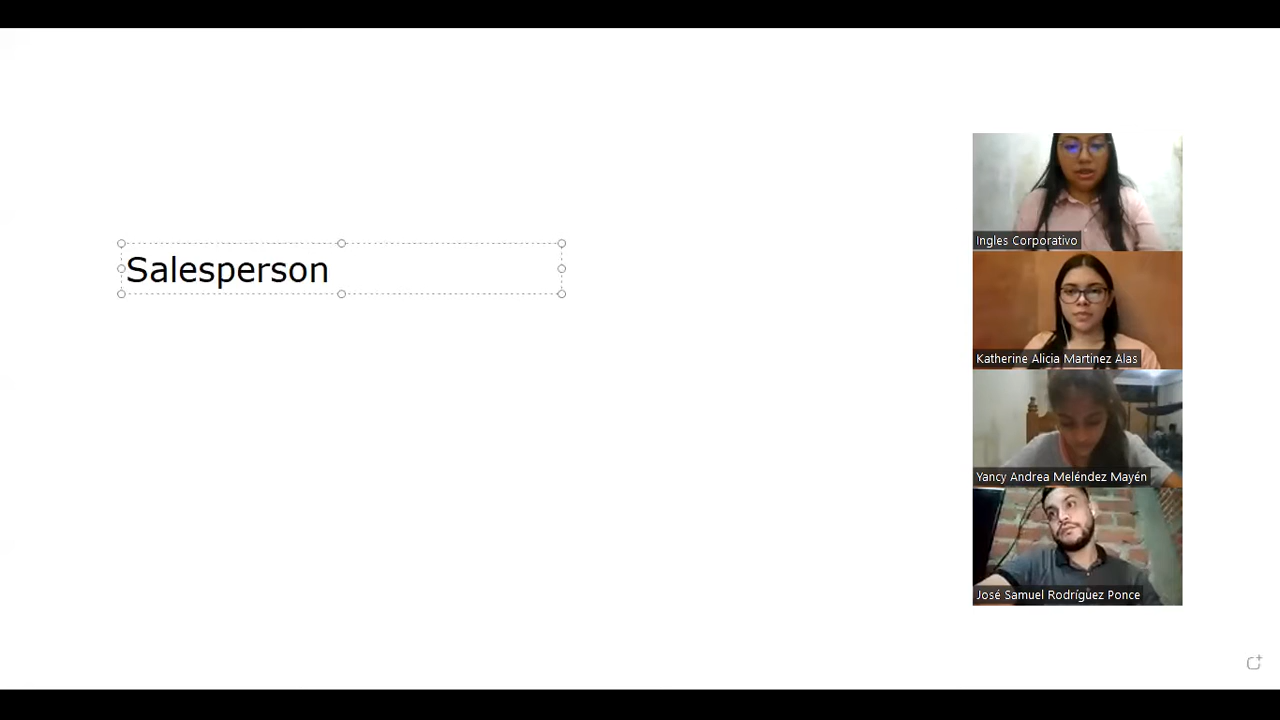 Salesperson
Ingles Corporativo
Katherine Alicia Martinez Alas
Yancy Andrea Meléndez Mayén
José Samuel Rodríguez Ponce